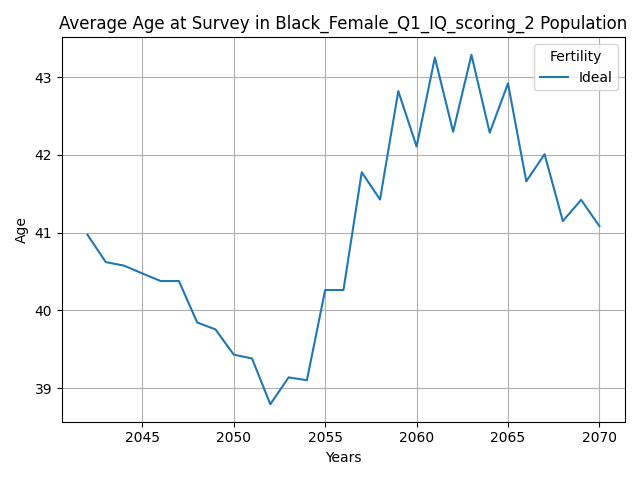 Average Age at Survey in Black_Female_Q1_IQ_scoring_2 Population
Fertility
Ideal
43
42
41
40
39
Age
2045 2050 2055 2060 2065 2070
Years